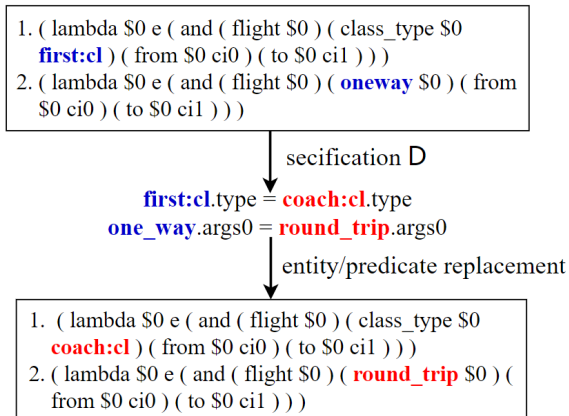 1. ( lambda $0 e ( and ( flight $0 ) ( class_type $0
first:cl ) ( from $0 ci0 ) ( to $0 ci1 ) ) )
2. ( lambda $0 e ( and ( flight $0 ) ( oneway $0 ) ( from
$0 ci0 ) ( to $0 ci1 ) ) )
secification D
first:cl.type = coach:cl.type
one_way.args0 = round_trip.args0
entity/predicate replacement
1. ( lambda $0 e ( and ( flight $0 ) ( class_type $0
coach:cl ) ( from $0 ci0 ) ( to $0 ci1 ) ) )
2. ( lambda $0 e ( and ( flight $0 ) ( round_trip $0 ) (
from $0 ci0 ) ( to $0 ci1 ) ) )